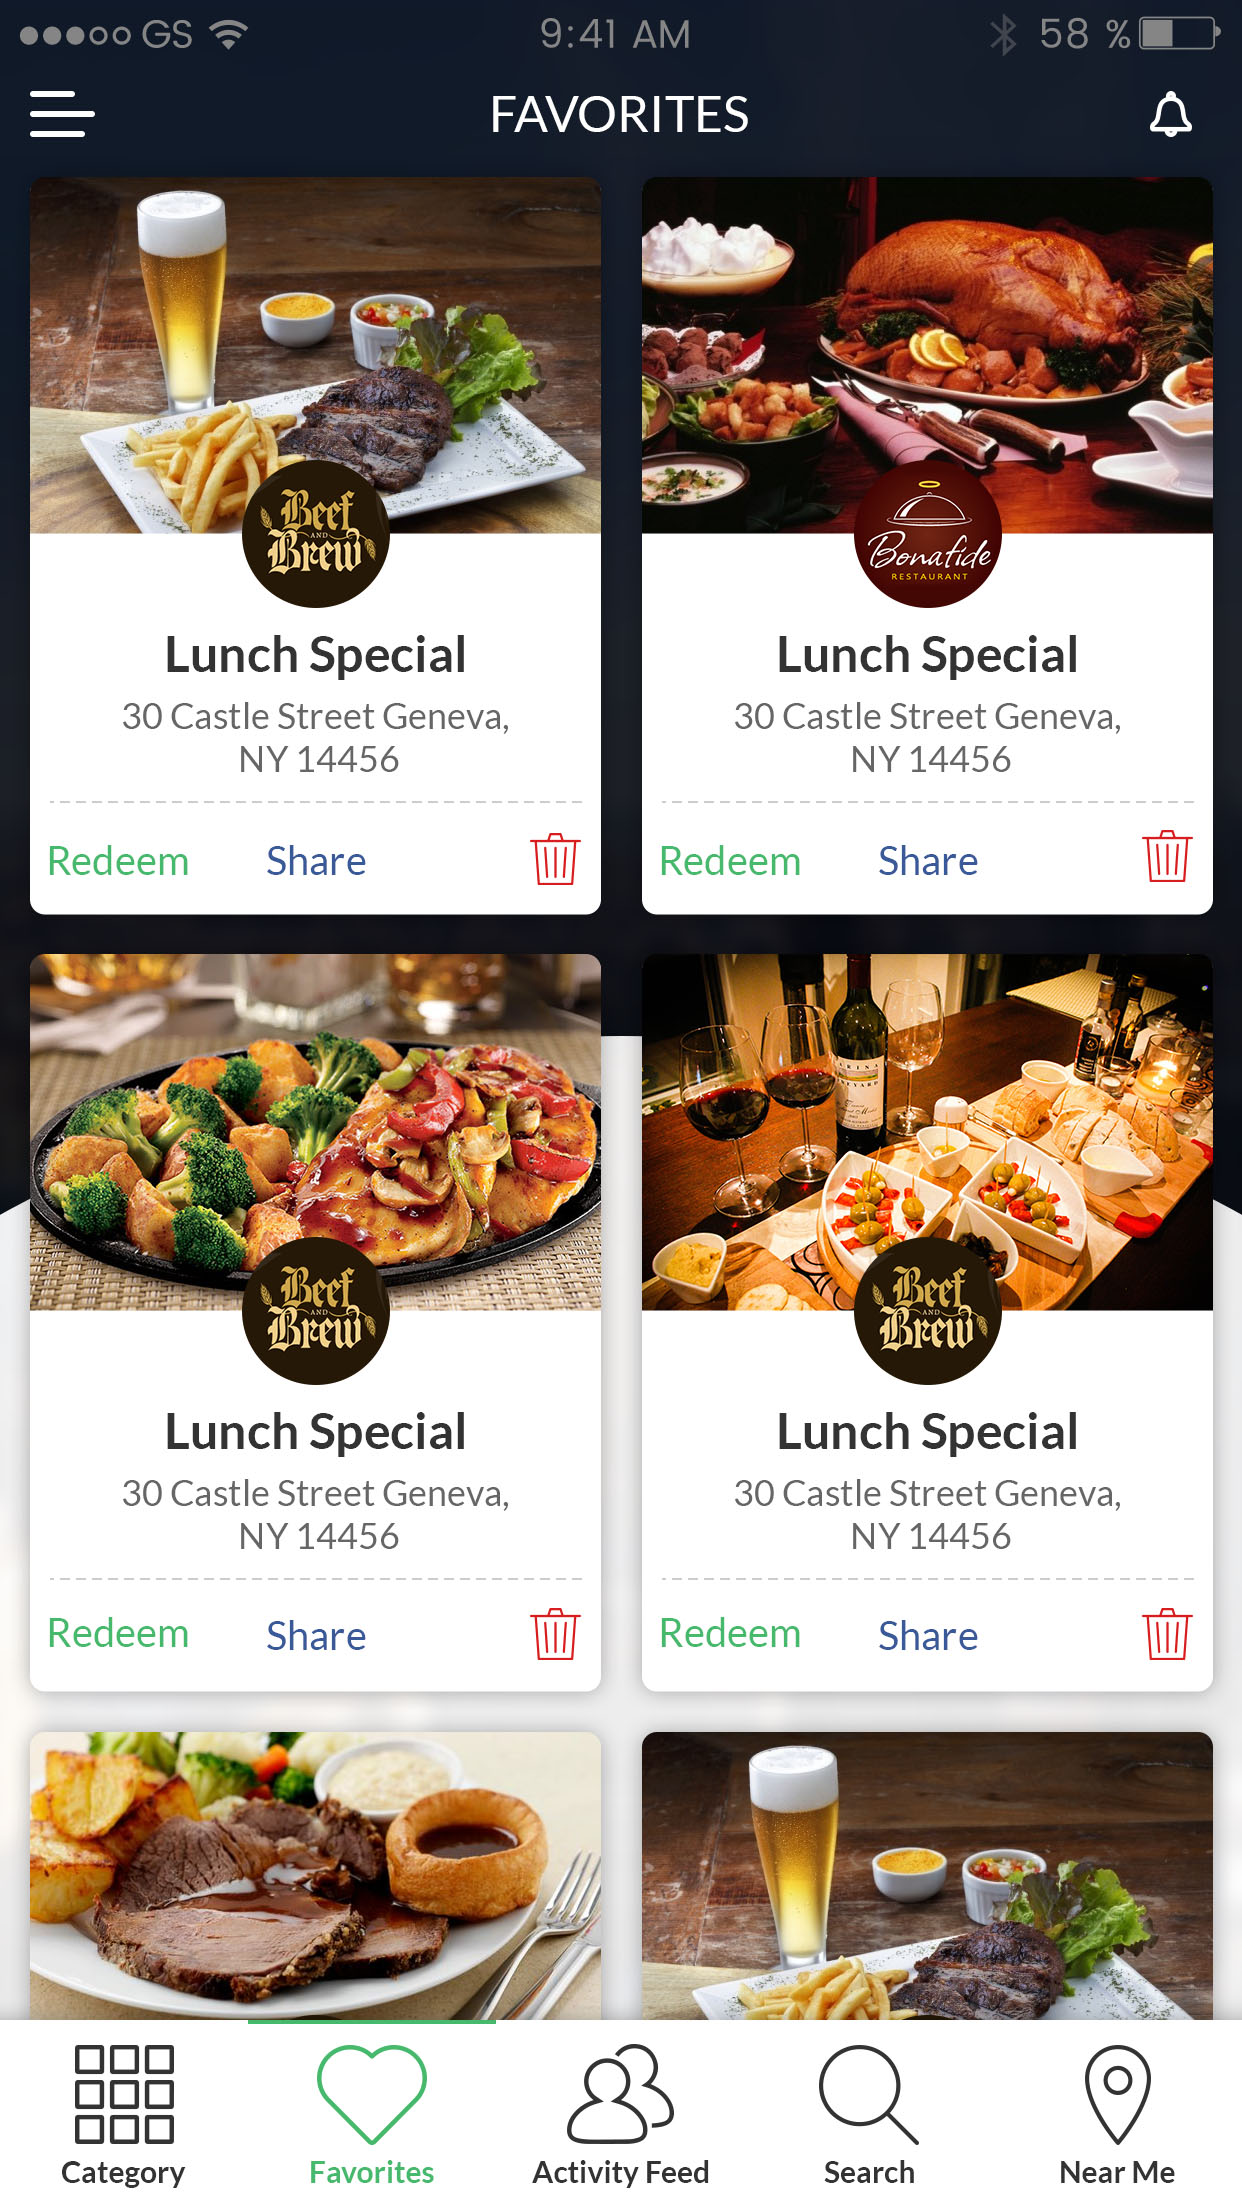 GS 9:41 AM 58 %
FAVORITES
Beef
AND
Brew
Lunch Special
30 Castle Street Geneva,
NY 14456
Redeem Share
Bonafide
RESTAURANT
Lunch Special
30 Castle Street Geneva,
NY 14456
Redeem Share
Beef
AND
Brew
Lunch Special
30 Castle Street Geneva,
NY 14456
Redeem Share
Beef
AND
Brew
Lunch Special
30 Castle Street Geneva,
NY 14456
Redeem Share
Category
Favorites
Activity Feed
Search
Near Me